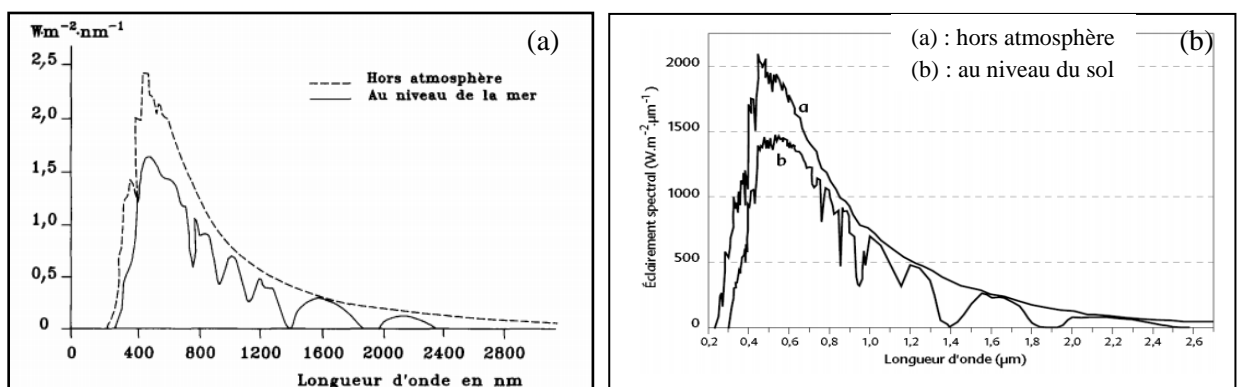 W·m⁻²·nm⁻¹
(a)
2,5
2,0
1,5
1,0
0,5
0
Hors atmosphère
Au niveau de la mer
0 400 800 1200 1600 2000 2400 2800
Longueur d'onde en nm
(a) : hors atmosphère
(b) : au niveau du sol
(b)
Éclairement spectral (W.m⁻².µm⁻¹)
2000
1500
1000
500
0
a
b
0,2 0,4 0,6 0,8 1,0 1,2 1,4 1,6 1,8 2,0 2,2 2,4 2,6
Longueur d'onde (µm)